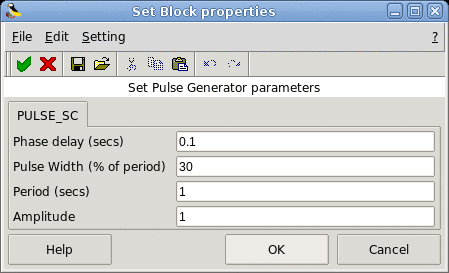 Set Block properties
File Edit Setting ?
Set Pulse Generator parameters
PULSE_SC
Phase delay (secs) 0.1
Pulse Width (% of period) 30
Period (secs) 1
Amplitude 1
Help OK Cancel